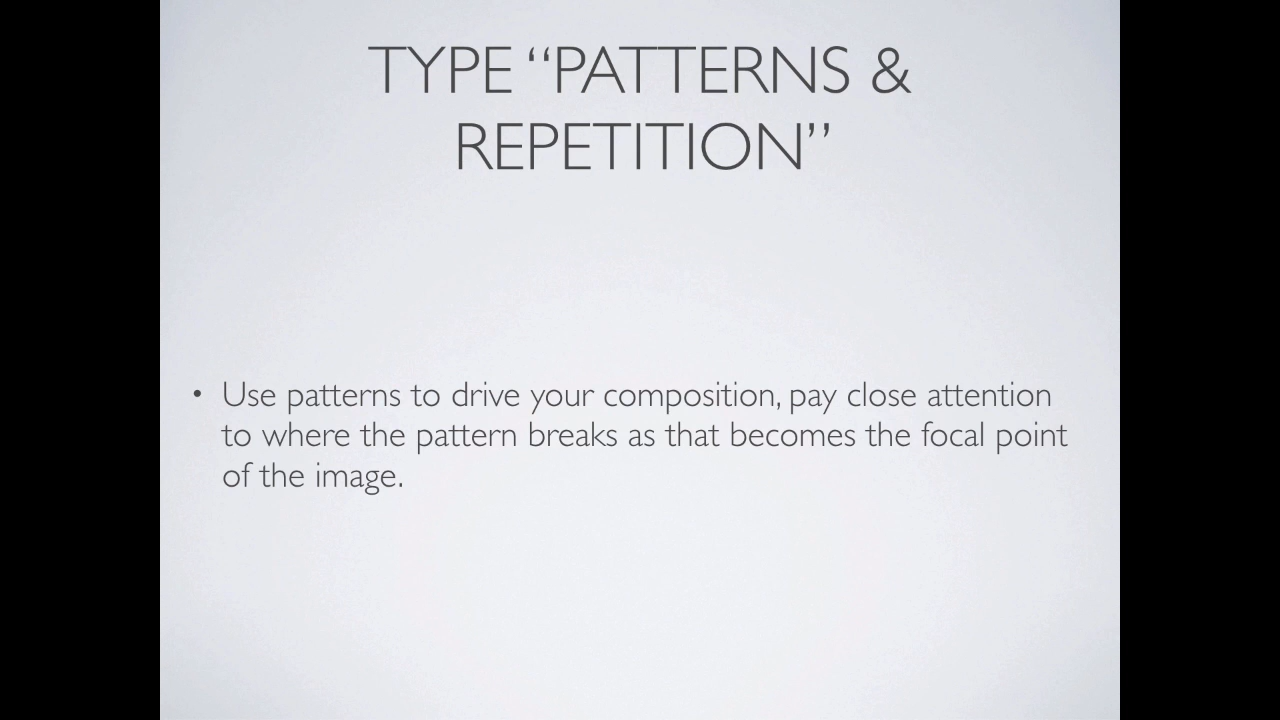 TYPE “PATTERNS &
REPETITION”
• Use patterns to drive your composition, pay close attention
to where the pattern breaks as that becomes the focal point
of the image.